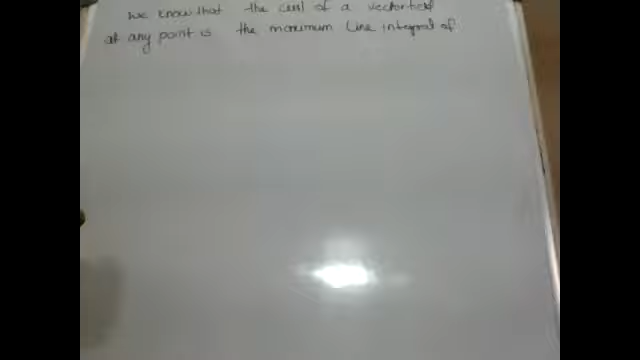 we know that the curl of a vector field
at any point is the maximum line integral of